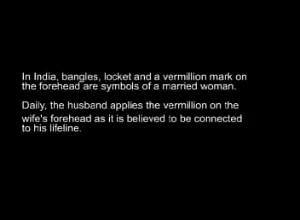 In India, bangles, locket and a vermillion mark on
the forehead are symbols of a married woman.
Daily, the husband applies the vermillion on the
wife's forehead as it is believed to be connected
to his lifeline.